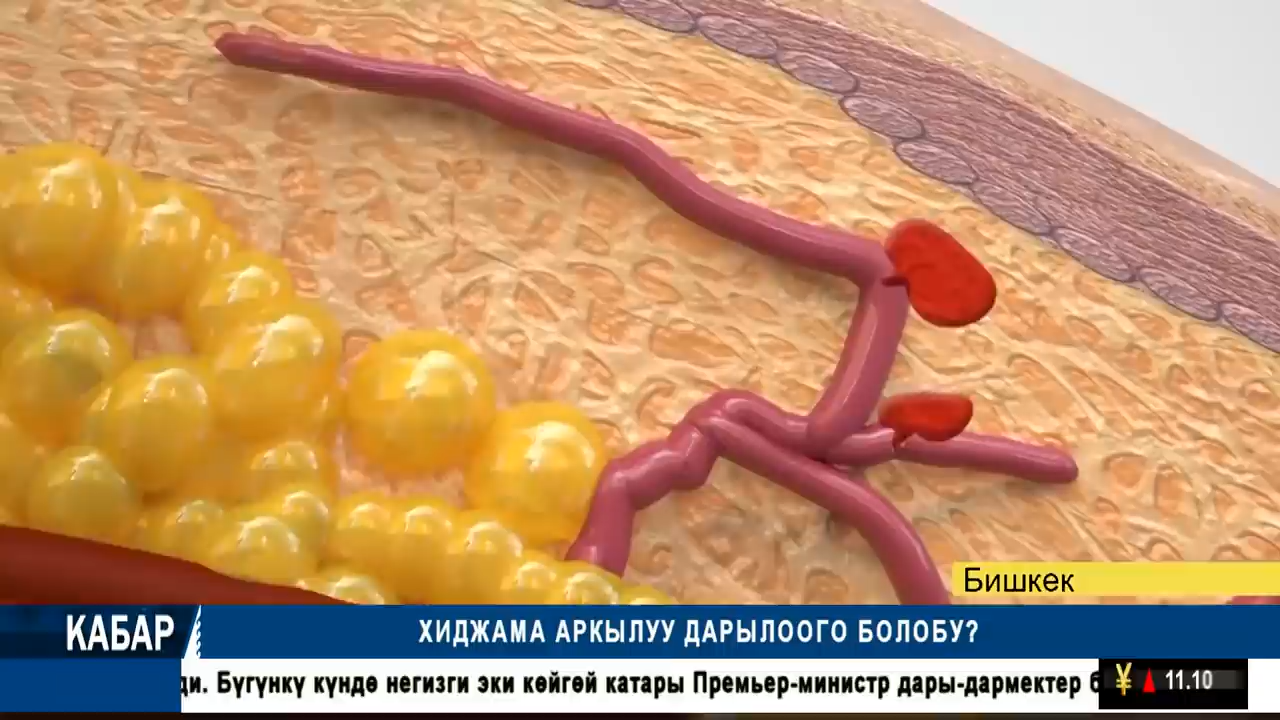 Бишкек
КАБАР
ХИДЖАМА АРКЫЛУУ ДАРЫЛООГО БОЛОБУ?
Бүгүнкү күндө негизги эки көйгөй катары Премьер-министр дары-дармектер
¥ ▲ 11.10